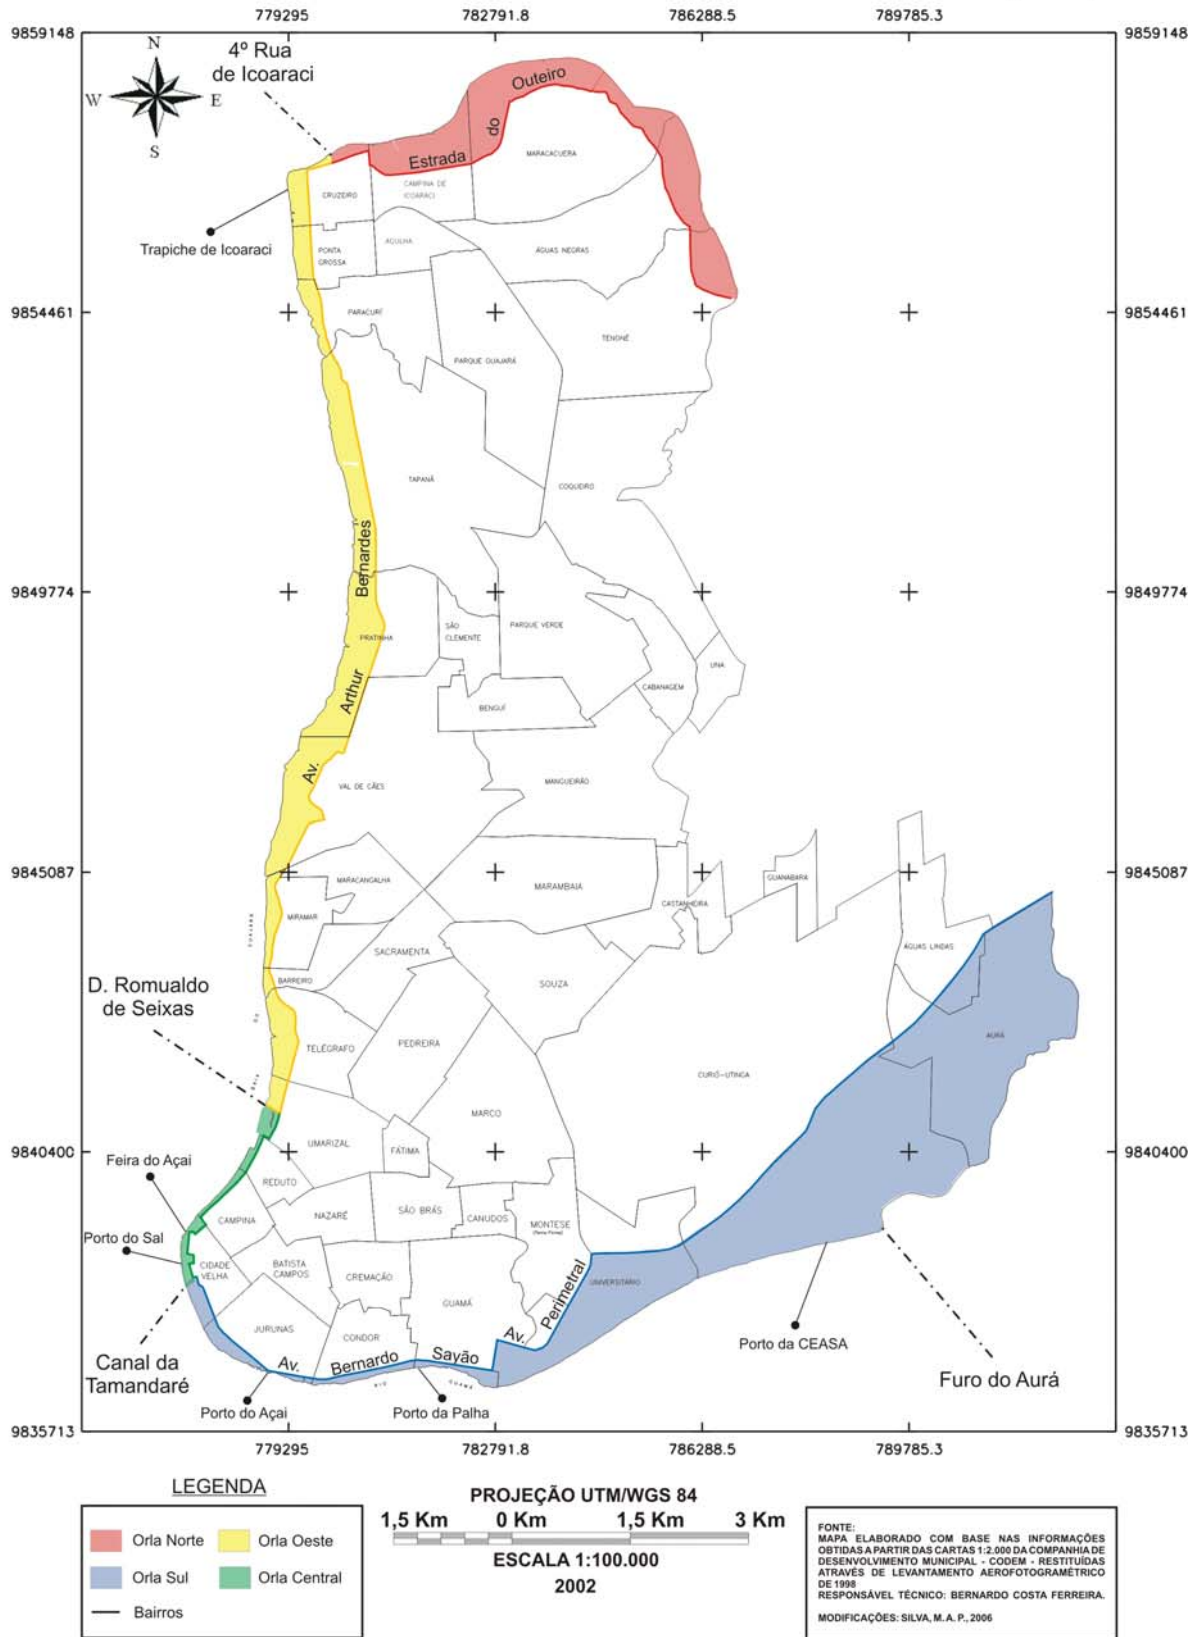 779295 782791.8 786288.5 789785.3
9859148 9859148
N
W E
S
4º Rua
de Icoaraci
Outeiro
do
Estrada
MARACACUERA
CAMPINA DE
ICOARACI
CRUZEIRO
Trapiche de Icoaraci
PONTA
GROSSA
AGULHA
ÁGUAS NEGRAS
9854461 9854461
PARACURÍ
TENONÉ
PARQUE GUAJARÁ
TAPANÃ
COQUEIRO
Bernardes
9849774 9849774
PRATINHA
SÃO
CLEMENTE
PARQUE VERDE
UNA
CABANAGEM
Arthur
BENGUÍ
Av.
VAL DE CÃES
MANGUEIRÃO
9845087 9845087
MARACANGALHA
MARAMBAIA
GUANABARA
CASTANHEIRA
MIRAMAR
GUAJARÁ
SACRAMENTA
ÁGUAS LINDAS
BARREIRO
SOUZA
D. Romualdo
de Seixas
DO
TELÉGRAFO
PEDREIRA
AURÁ
CURIÓ-UTINGA
BAÍA
MARCO
UMARIZAL
FÁTIMA
9840400 9840400
Feira do Açai
REDUTO
NAZARÉ
SÃO BRÁS
CANUDOS
MONTESE
(Terra Firme)
CAMPINA
Porto do Sal
CIDADE
VELHA
BATISTA
CAMPOS
CREMAÇÃO
UNIVERSITÁRIO
GUAMÁ
Perimetral
Av.
JURUNAS
CONDOR
Porto da CEASA
Canal da
Tamandaré
Av.
Bernardo
Sayão
Furo do Aurá
RIO GUAMÁ
Porto do Açai
Porto da Palha
9835713 9835713
779295 782791.8 786288.5 789785.3
LEGENDA
Orla Norte
Orla Oeste
Orla Sul
Orla Central
Bairros
PROJEÇÃO UTM/WGS 84
1,5 Km 0 Km 1,5 Km 3 Km
ESCALA 1:100.000
2002
FONTE:
MAPA ELABORADO COM BASE NAS INFORMAÇÕES
OBTIDAS A PARTIR DAS CARTAS 1:2.000 DA COMPANHIA DE
DESENVOLVIMENTO MUNICIPAL - CODEM - RESTITUÍDAS
ATRAVÉS DE LEVANTAMENTO AEROFOTOGRAMÉTRICO
DE 1998
RESPONSÁVEL TÉCNICO: BERNARDO COSTA FERREIRA.
MODIFICAÇÕES: SILVA, M. A. P., 2006